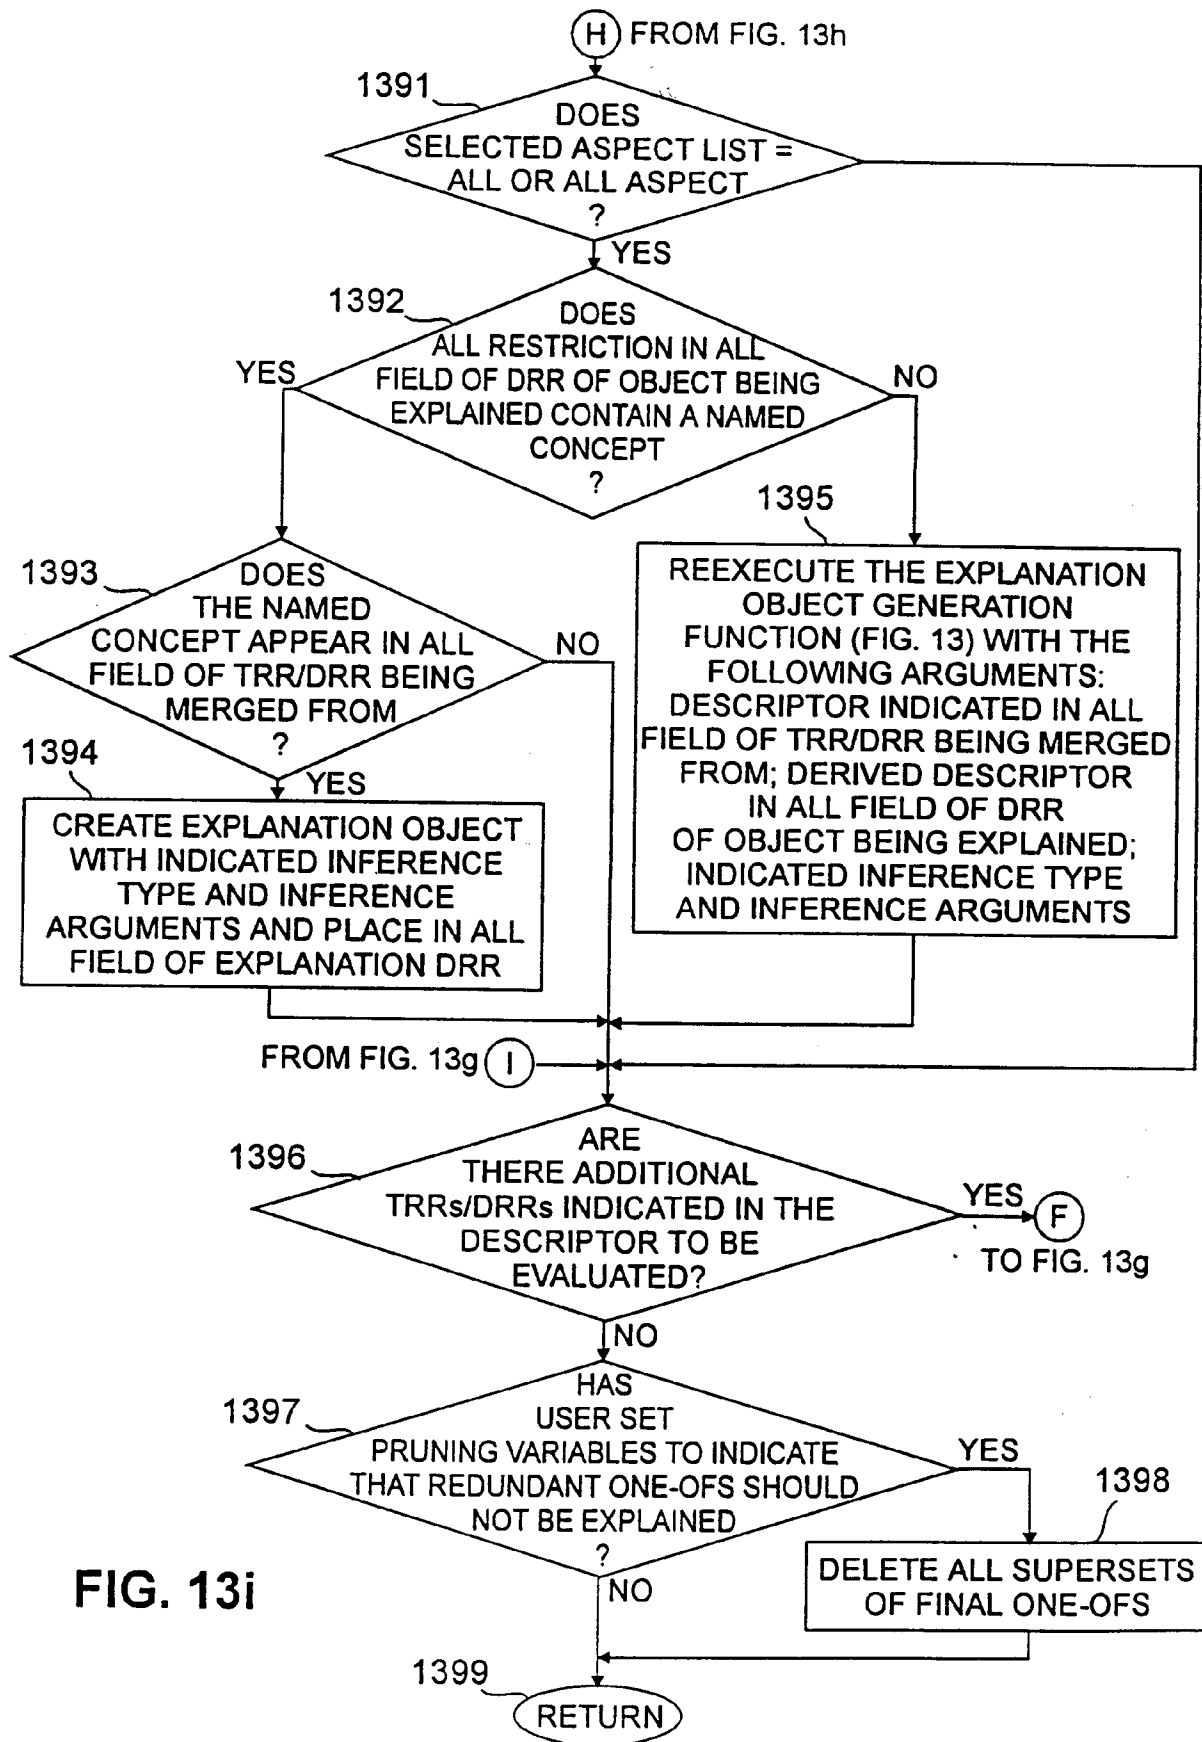 H FROM FIG. 13h
1391
DOES
SELECTED ASPECT LIST =
ALL OR ALL ASPECT
?
YES
1392
DOES
ALL RESTRICTION IN ALL
FIELD OF DRR OF OBJECT BEING
EXPLAINED CONTAIN A NAMED
CONCEPT
?
YES
NO
1393
DOES
THE NAMED
CONCEPT APPEAR IN ALL
FIELD OF TRR/DRR BEING
MERGED FROM
?
NO
YES
1394
CREATE EXPLANATION OBJECT
WITH INDICATED INFERENCE
TYPE AND INFERENCE
ARGUMENTS AND PLACE IN ALL
FIELD OF EXPLANATION DRR
1395
REEXECUTE THE EXPLANATION
OBJECT GENERATION
FUNCTION (FIG. 13) WITH THE
FOLLOWING ARGUMENTS:
DESCRIPTOR INDICATED IN ALL
FIELD OF TRR/DRR BEING MERGED
FROM; DERIVED DESCRIPTOR
IN ALL FIELD OF DRR
OF OBJECT BEING EXPLAINED;
INDICATED INFERENCE TYPE
AND INFERENCE ARGUMENTS
FROM FIG. 13g I
1396
ARE
THERE ADDITIONAL
TRRs/DRRs INDICATED IN THE
DESCRIPTOR TO BE
EVALUATED?
YES
F
TO FIG. 13g
NO
1397
HAS
USER SET
PRUNING VARIABLES TO INDICATE
THAT REDUNDANT ONE-OFS SHOULD
NOT BE EXPLAINED
?
YES
NO
1398
DELETE ALL SUPERSETS
OF FINAL ONE-OFS
FIG. 13i
1399
RETURN